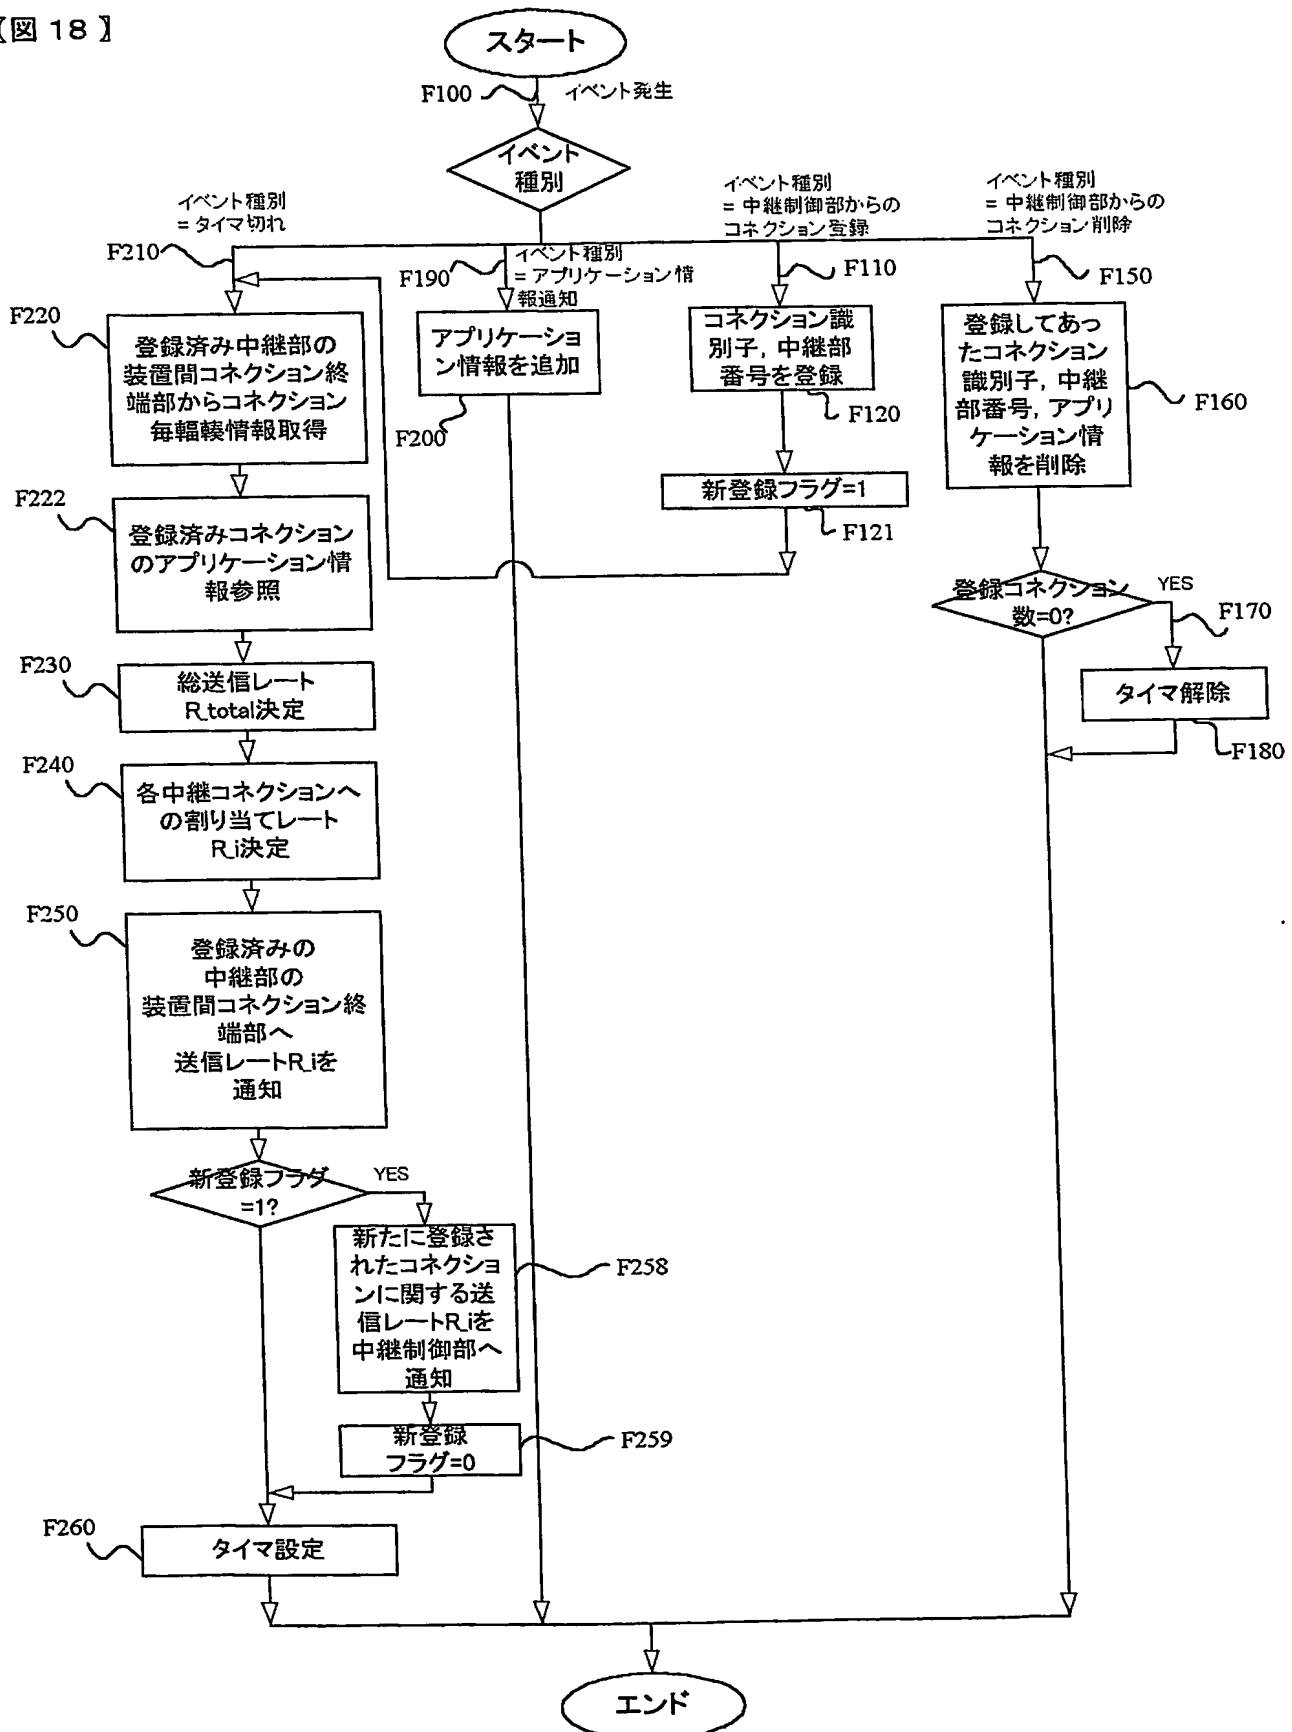 【図 18 】
スタート
F100
イベント発生
イベント
種別
イベント種別
= タイマ切れ
F210
イベント種別
= アプリケーション情
報通知
F190
イベント種別
= 中継制御部からの
コネクション登録
F110
イベント種別
= 中継制御部からの
コネクション削除
F150
F220
登録済み中継部の
装置間コネクション終
端部からコネクション
毎輻輳情報取得
アプリケーショ
ン情報を追加
F200
コネクション識
別子, 中継部
番号を登録
F120
登録してあっ
たコネクション
識別子, 中継
部番号, アプリ
ケーション情
報を削除
F160
F222
登録済みコネクション
のアプリケーション情
報参照
新登録フラグ=1
F121
登録コネクション
数=0?
YES
F170
タイマ解除
F180
F230
総送信レート
R_total決定
F240
各中継コネクションへ
の割り当てレート
R_i決定
F250
登録済みの
中継部の
装置間コネクション終
端部へ
送信レートR_iを
通知
新登録フラグ
=1?
YES
新たに登録さ
れたコネクショ
ンに関する送
信レートR_iを
中継制御部へ
通知
F258
新登録
フラグ=0
F259
F260
タイマ設定
エンド